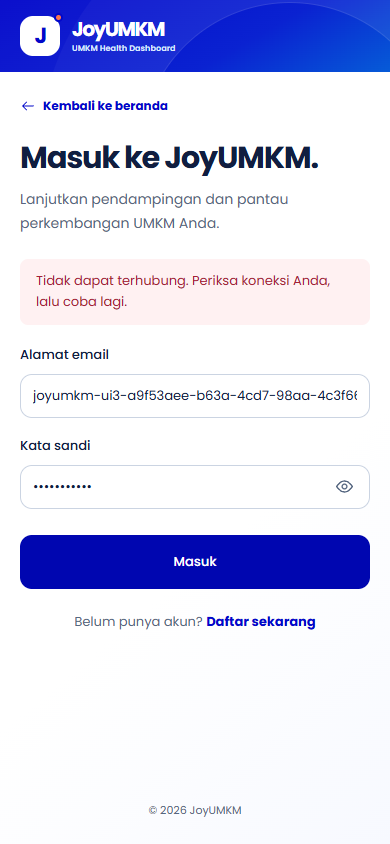 J
JoyUMKM
UMKM Health Dashboard
← Kembali ke beranda
Masuk ke JoyUMKM.
Lanjutkan pendampingan dan pantau
perkembangan UMKM Anda.
Tidak dapat terhubung. Periksa koneksi Anda,
lalu coba lagi.
Alamat email
joyumkm-ui3-a9f53aee-b63a-4cd7-98aa-4c3f66
Kata sandi
•••••••••••
Masuk
Belum punya akun? Daftar sekarang
© 2026 JoyUMKM